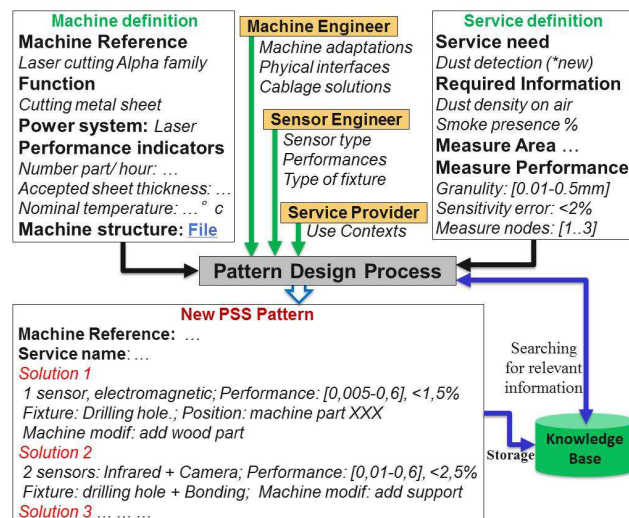 Machine definition
Machine Reference
Laser cutting Alpha family
Function
Cutting metal sheet
Power system: Laser
Performance indicators
Number part/ hour: …
Accepted sheet thickness: …
Nominal temperature: …° c
Machine structure: File
Machine Engineer
Machine adaptations
Phyical interfaces
Cablage solutions
Sensor Engineer
Sensor type
Performances
Type of fixture
Service Provider
Use Contexts
Service definition
Service need
Dust detection (*new)
Required Information
Dust density on air
Smoke presence %
Measure Area …
Measure Performance
Granulity: [0.01-0.5mm]
Sensitivity error: <2%
Measure nodes: [1..3]
Pattern Design Process
New PSS Pattern
Machine Reference: …
Service name: …
Solution 1
1 sensor, electromagnetic; Performance: [0,005-0,6], <1,5%
Fixture: Drilling hole.; Position: machine part XXX
Machine modif: add wood part
Solution 2
2 sensors: Infrared + Camera; Performance: [0,01-0,6], <2,5%
Fixture: drilling hole + Bonding; Machine modif: add support
Solution 3 … … …
Searching
for relevant
information
Storage
Knowledge
Base